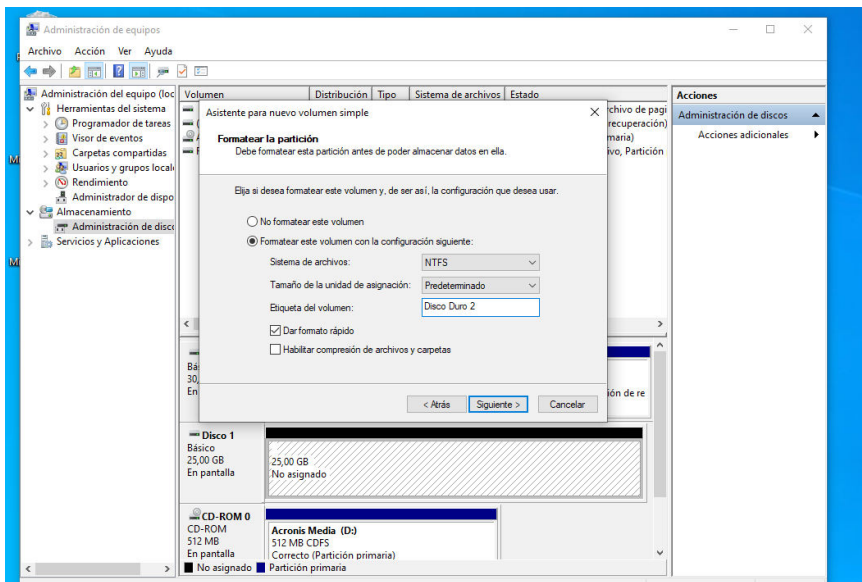 Administración de equipos
Archivo Acción Ver Ayuda
Administración del equipo (loc
Herramientas del sistema
Programador de tareas
Visor de eventos
Carpetas compartidas
Usuarios y grupos locale
Rendimiento
Administrador de dispo
Almacenamiento
Administración de disco
Servicios y Aplicaciones
Volumen Distribución Tipo Sistema de archivos Estado
rchivo de pagi
recuperación)
maria)
ivo, Partición
Asistente para nuevo volumen simple
Formatear la partición
Debe formatear esta partición antes de poder almacenar datos en ella.
Elija si desea formatear este volumen y, de ser así, la configuración que desea usar.
No formatear este volumen
Formatear este volumen con la configuración siguiente:
Sistema de archivos: NTFS
Tamaño de la unidad de asignación: Predeterminado
Etiqueta del volumen: Disco Duro 2
Dar formato rápido
Habilitar compresión de archivos y carpetas
< Atrás Siguiente > Cancelar
Bá
30,
En
ión de re
Disco 1
Básico
25,00 GB
En pantalla
25,00 GB
No asignado
CD-ROM 0
CD-ROM
512 MB
En pantalla
Acronis Media (D:)
512 MB CDFS
Correcto (Partición primaria)
No asignado Partición primaria
Acciones
Administración de discos
Acciones adicionales